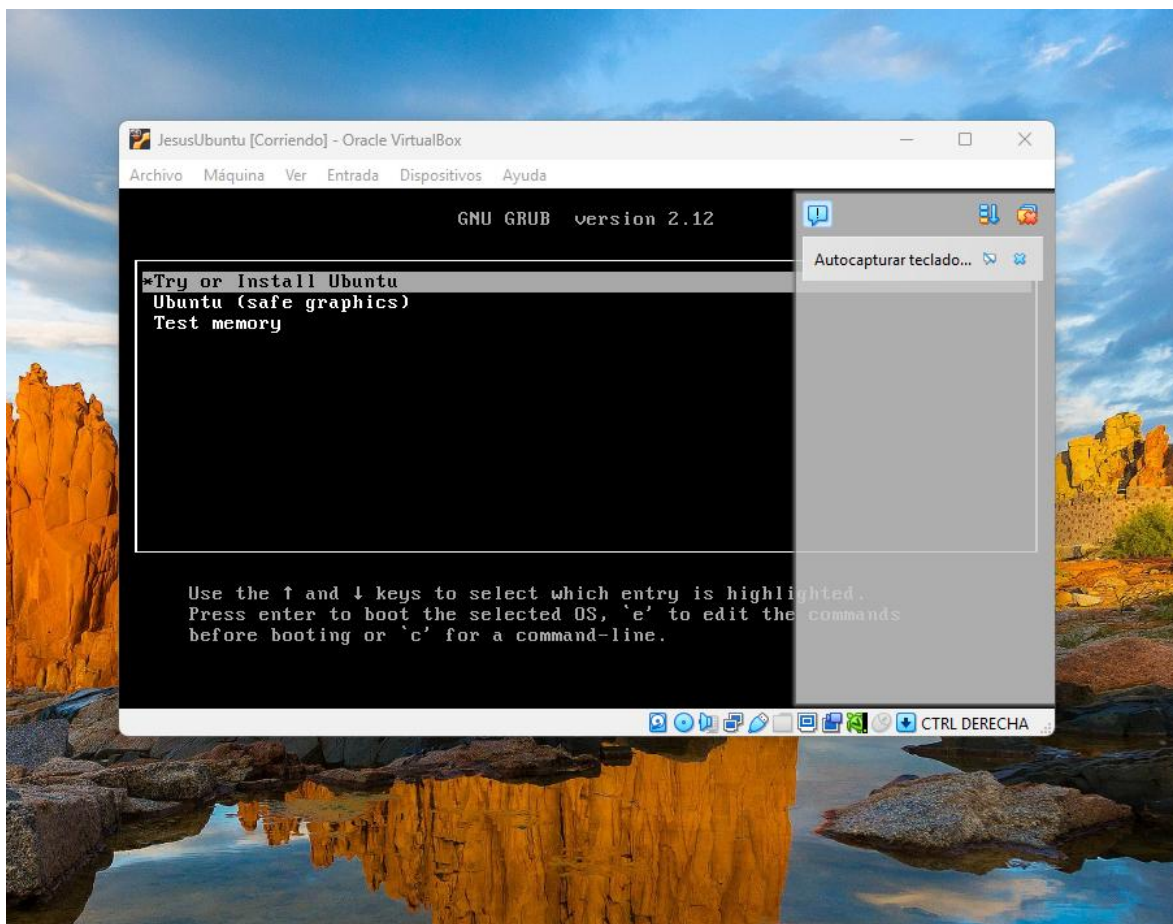 JesusUbuntu [Corriendo] - Oracle VirtualBox
Archivo Máquina Ver Entrada Dispositivos Ayuda
GNU GRUB version 2.12
Autocapturar teclado...
*Try or Install Ubuntu
Ubuntu (safe graphics)
Test memory
Use the ↑ and ↓ keys to select which entry is highlighted.
Press enter to boot the selected OS, `e' to edit the commands
before booting or `c' for a command-line.
CTRL DERECHA